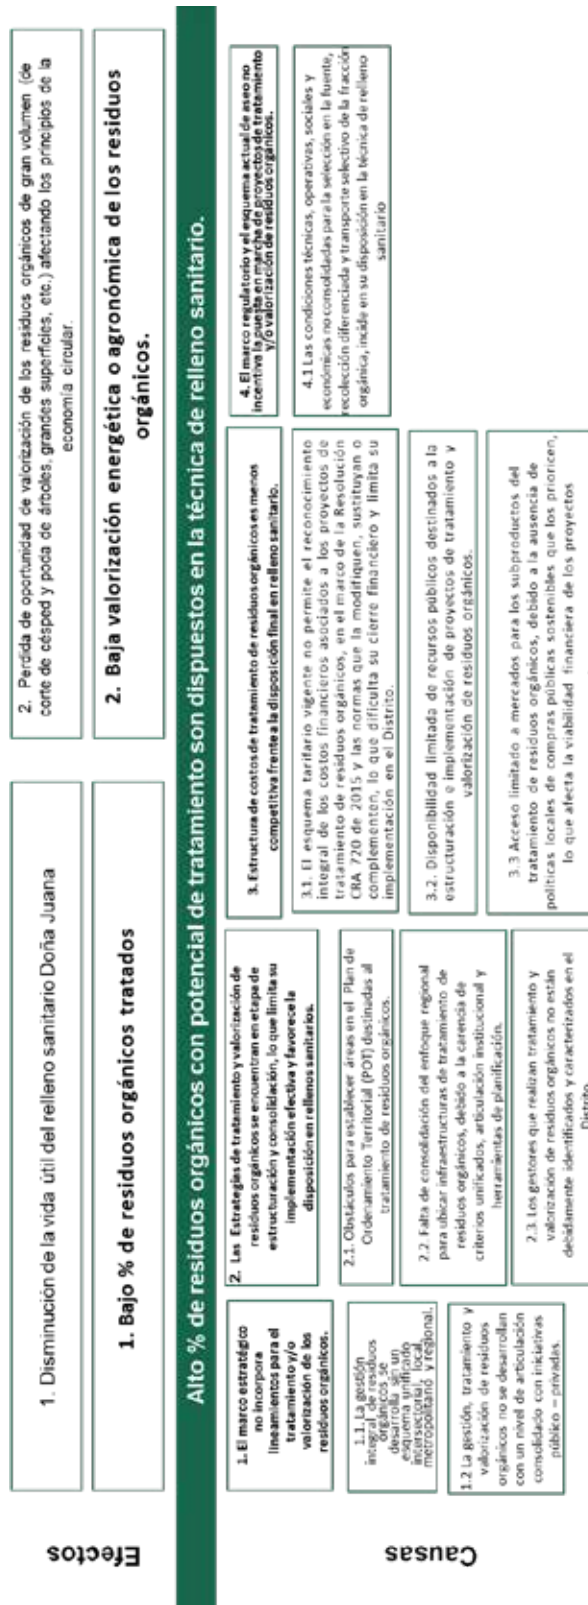 Efectos
1. Disminución de la vida útil del relleno sanitario Doña Juana
2. Perdida de oportunidad de valorización de los residuos orgánicos de gran volumen (de
corte de césped y poda de árboles, grandes superficies, etc.) afectando los principios de la
economía circular.
1. Bajo % de residuos orgánicos tratados
2. Baja valorización energética o agronómica de los residuos
orgánicos.
Alto % de residuos orgánicos con potencial de tratamiento son dispuestos en la técnica de relleno sanitario.
Causas
1. El marco estratégico
no incorpora
lineamientos para el
tratamiento y/o
valorización de los
residuos orgánicos.
1.1. La gestión
integral de residuos
orgánicos se
desarrolla sin un
esquema unificado
intersectorial, local,
metropolitano y regional.
1.2 La gestión, tratamiento y
valorización de residuos
orgánicos no se desarrollan
con un nivel de articulación
consolidado con iniciativas
público – privadas.
2. Las Estrategias de tratamiento y valorización de
residuos orgánicos se encuentran en etapa de
estructuración y consolidación, lo que limita su
implementación efectiva y favorece la
disposición en rellenos sanitarios.
2.1. Obstáculos para establecer áreas en el Plan de
Ordenamiento Territorial (POT) destinadas al
tratamiento de residuos orgánicos.
2.2. Falta de consolidación del enfoque regional
para ubicar infraestructuras de tratamiento de
residuos orgánicos, debido a la carencia de
criterios unificados, articulación institucional y
herramientas de planificación.
2.3. Los gestores que realizan tratamiento y
valorización de residuos orgánicos no están
debidamente identificados y caracterizados en el
Distrito
3. Estructura de costos de tratamiento de residuos orgánicos es menos
competitiva frente a la disposición final en relleno sanitario.
3.1. El esquema tarifario vigente no permite el reconocimiento
integral de los costos financieros asociados a los proyectos de
tratamiento de residuos orgánicos, en el marco de la Resolución
CRA 720 de 2015 y las normas que la modifiquen, sustituyan o
complementen, lo que dificulta su cierre financiero y limita su
implementación en el Distrito.
3.2. Disponibilidad limitada de recursos públicos destinados a la
estructuración e implementación de proyectos de tratamiento y
valorización de residuos orgánicos.
3.3 Acceso limitado a mercados para los subproductos del
tratamiento de residuos orgánicos, debido a la ausencia de
políticas locales de compras públicas sostenibles que los prioricen,
lo que afecta la viabilidad financiera de los proyectos
4. El marco regulatorio y el esquema actual de aseo no
incentiva la puesta en marcha de proyectos de tratamiento
y/o valorización de residuos orgánicos.
4.1 Las condiciones técnicas, operativas, sociales y
económicas no consolidadas para la selección en la fuente,
recolección diferenciada y transporte selectivo de la fracción
orgánica, incide en su disposición en la técnica de relleno
sanitario